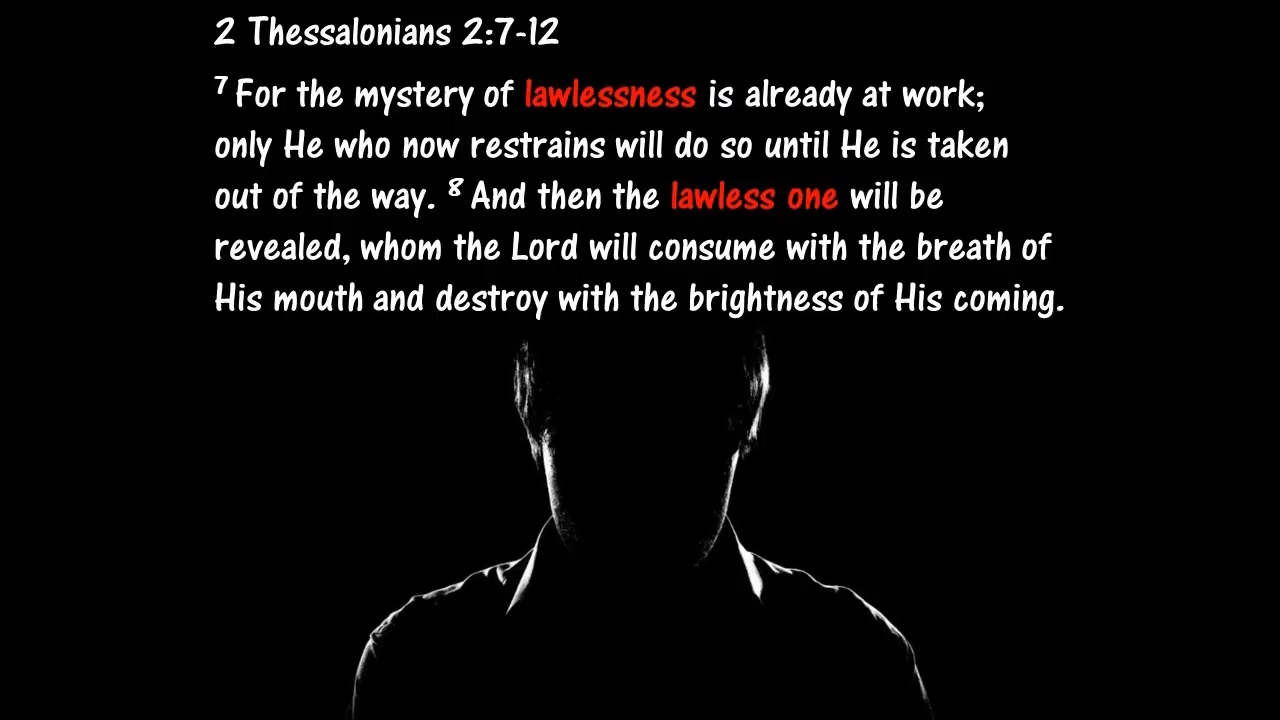 2 Thessalonians 2:7-12
7 For the mystery of lawlessness is already at work;
only He who now restrains will do so until He is taken
out of the way. 8 And then the lawless one will be
revealed, whom the Lord will consume with the breath of
His mouth and destroy with the brightness of His coming.